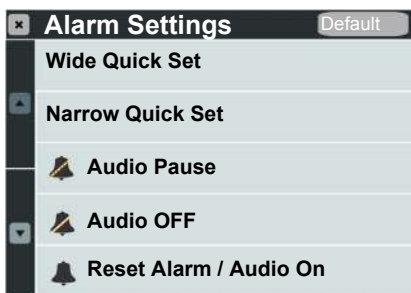 Alarm Settings
Default
Wide Quick Set
Narrow Quick Set
Audio Pause
Audio OFF
Reset Alarm / Audio On